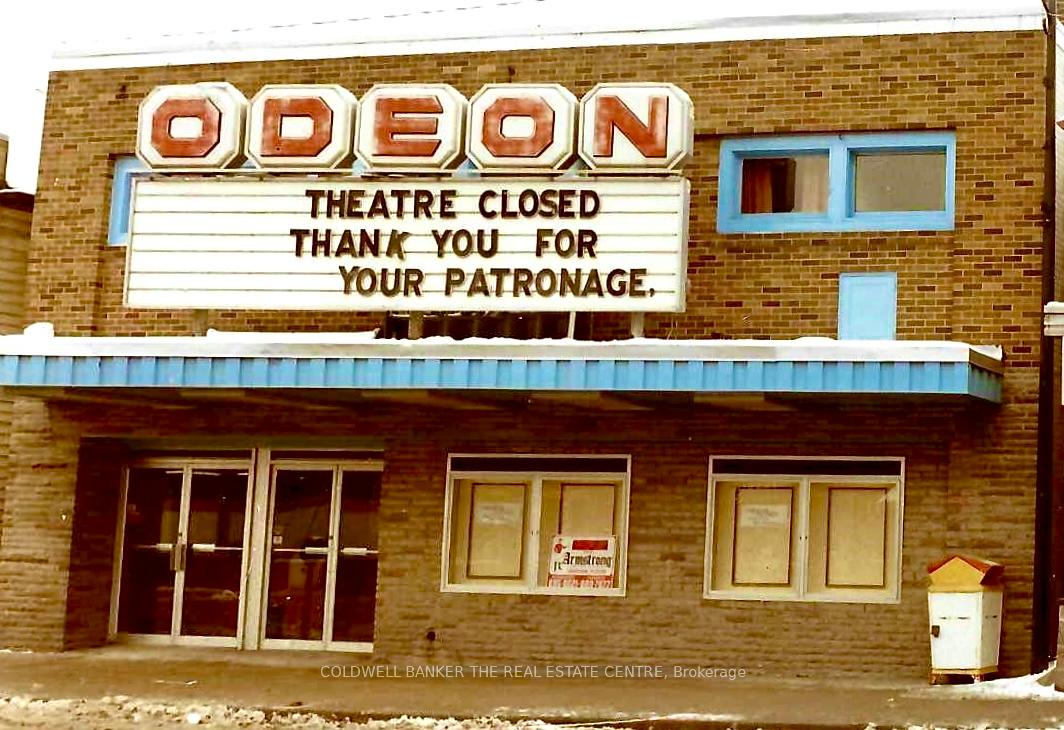 ODEON
THEATRE CLOSED
THANK YOU FOR
YOUR PATRONAGE.
Armstrong
COLDWELL BANKER THE REAL ESTATE CENTRE, Brokerage